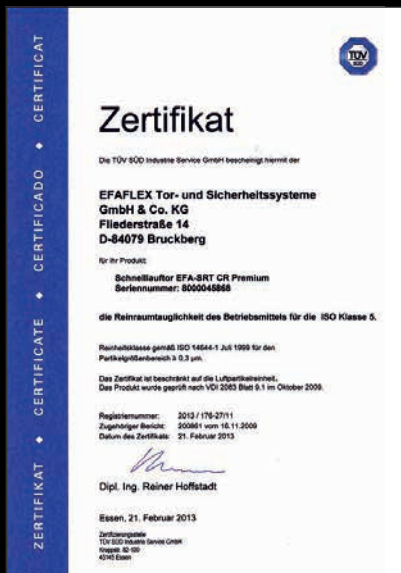 TÜV
SÜD
ZERTIFIKAT ◆ CERTIFICATE ◆ CERTIFICADO ◆ CERTIFICAT
Zertifikat
Die TÜV SÜD Industrie Service GmbH bescheinigt hiermit der
EFAFLEX Tor- und Sicherheitssysteme
GmbH & Co. KG
Fliederstraße 14
D-84079 Bruckberg
für ihr Produkt:
Schnelllauftor EFA-SRT CR Premium
Seriennummer: 8000045868
die Reinraumtauglichkeit des Betriebsmittels für die ISO Klasse 5.
Reinheitsklasse gemäß ISO 14644-1 Juli 1999 für den
Partikelgrößenbereich ≥ 0,3 µm.
Das Zertifikat ist beschränkt auf die Luftpartikelreinheit.
Das Produkt wurde geprüft nach VDI 2083 Blatt 9.1 im Oktober 2009.
Registriernummer: 2013 / 176-27/11
Zugehöriger Bericht: 200861 vom 16.11.2009
Datum des Zertifikats: 21. Februar 2013
Dipl. Ing. Reiner Hoffstadt
Essen, 21. Februar 2013
Zertifizierungsstelle
TÜV SÜD Industrie Service GmbH
82-100
45145 Essen